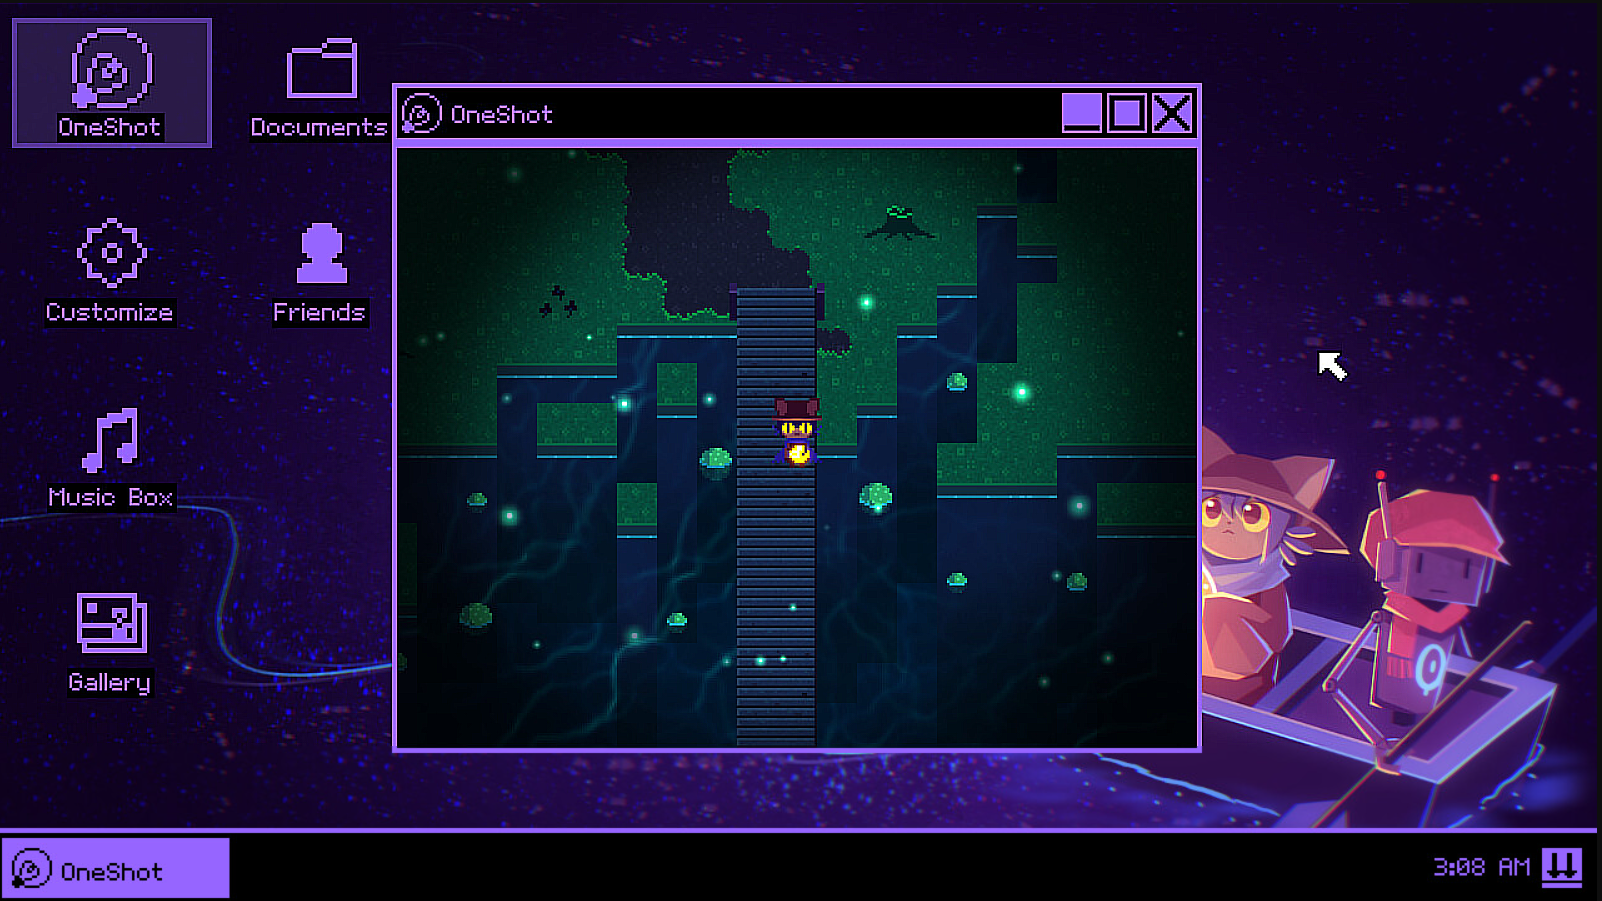 OneShot
Documents
OneShot
Customize
Friends
Music Box
Gallery
OneShot
3:08 AM